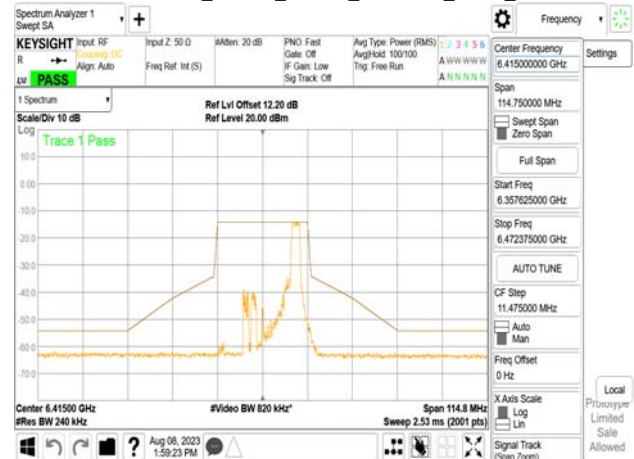 Spectrum Analyzer 1
Swept SA
Frequency
KEYSIGHT
R
LV PASS
Input: RF
Coupling: DC
Align: Auto
Input Z: 50 Ω
Freq Ref: Int (S)
#Atten: 20 dB
PNO: Fast
Gate: Off
IF Gain: Low
Sig Track: Off
Avg Type: Power (RMS)
Avg|Hold: 100/100
Trig: Free Run
1 2 3 4 5 6
A W W W W W
A N N N N N
1 Spectrum
Scale/Div 10 dB
Ref Lvl Offset 12.20 dB
Ref Level 20.00 dBm
Log
Trace 1 Pass
10.0
0.00
-10.0
-20.0
-30.0
-40.0
-50.0
-60.0
-70.0
Center 6.41500 GHz
#Res BW 240 kHz
#Video BW 820 kHz*
Span 114.8 MHz
Sweep 2.53 ms (2001 pts)
Aug 08, 2023
1:59:23 PM
Center Frequency
6.415000000 GHz
Settings
Span
114.750000 MHz
Swept Span
Zero Span
Full Span
Start Freq
6.357625000 GHz
Stop Freq
6.472375000 GHz
AUTO TUNE
CF Step
11.475000 MHz
Auto
Man
Freq Offset
0 Hz
X Axis Scale
Log
Lin
Signal Track
(Span Zoom)
Local
Prototype
Limited
Sale
Allowed